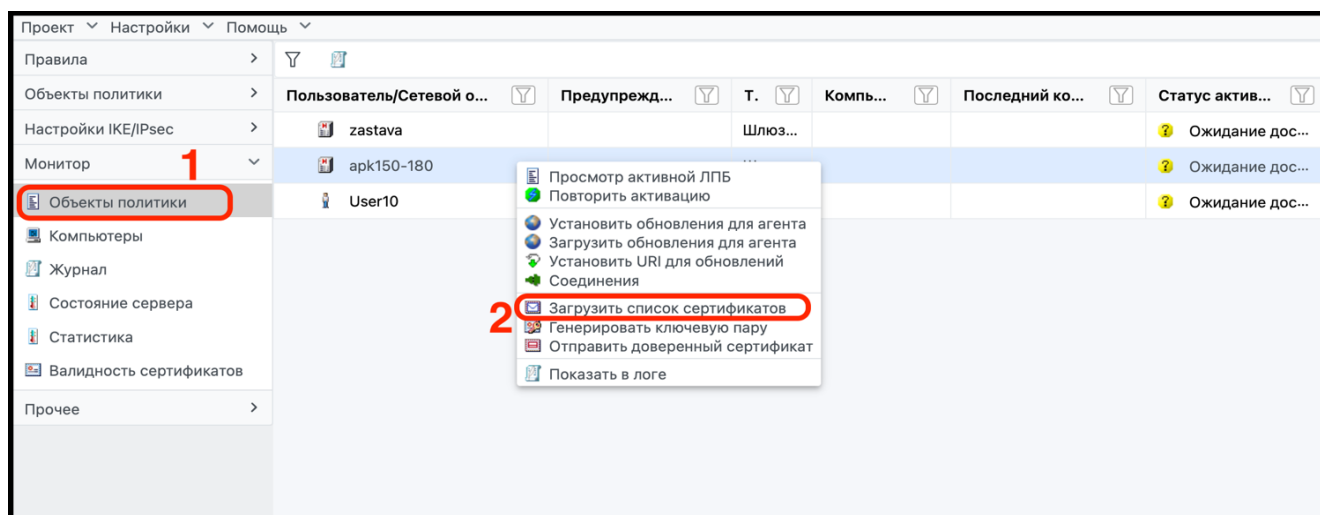 Проект Настройки Помощь
Правила
Объекты политики
Настройки IKE/IPsec
Монитор
1
Объекты политики
Компьютеры
Журнал
Состояние сервера
Статистика
Валидность сертификатов
Прочее
Пользователь/Сетевой о... Предупрежд... Т. Компь... Последний ко... Статус актив...
zastava Шлюз... Ожидание дос...
apk150-180 Ожидание дос...
User10 Ожидание дос...
Просмотр активной ЛПБ
Повторить активацию
Установить обновления для агента
Загрузить обновления для агента
Установить URI для обновлений
Соединения
2
Загрузить список сертификатов
Генерировать ключевую пару
Отправить доверенный сертификат
Показать в логе